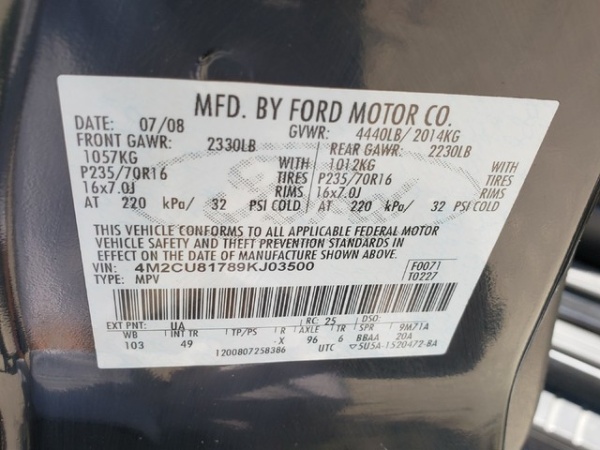 MFD. BY FORD MOTOR CO.
DATE: 07/08 GVWR: 4440LB/ 2014KG
FRONT GAWR: 2330LB REAR GAWR: 2230LB
1057KG WITH 1012KG WITH
P235/70R16 TIRES P235/70R16 TIRES
16x7.0J RIMS 16x7.0J RIMS
AT 220 kPa/ 32 PSI COLD AT 220 kPa/ 32 PSI COLD
THIS VEHICLE CONFORMS TO ALL APPLICABLE FEDERAL MOTOR
VEHICLE SAFETY AND THEFT PREVENTION STANDARDS IN
EFFECT ON THE DATE OF MANUFACTURE SHOWN ABOVE.
VIN: 4M2CU81789KJ03500 F0071
TYPE: MPV T0227
EXT PNT: UA RC: 25 DSO:
WB INT TR TP/PS R AXLE TR SPR 9M71A
103 49 X 96 6 BBAA 20A
120080725B386 UTC 5U5A-1520472-BA
Ford